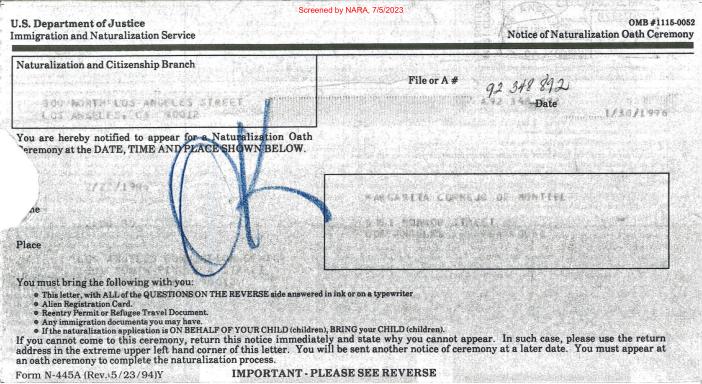 Screened by NARA, 7/5/2023
U.S. Department of Justice
Immigration and Naturalization Service
OMB #1115-0052
Notice of Naturalization Oath Ceremony
Naturalization and Citizenship Branch
File or A # 92 348 892
300 NORTH LOS ANGELES STREET
LOS ANGELES, CA 90012
A92 348
Date
1/30/1996
You are hereby notified to appear for a Naturalization Oath
Ceremony at the DATE, TIME AND PLACE SHOWN BELOW.
OK
MARGARITA CORNEJO DE MONTIEL
STREET
Place
You must bring the following with you:
• This letter, with ALL of the QUESTIONS ON THE REVERSE side answered in ink or on a typewriter
• Alien Registration Card.
• Reentry Permit or Refugee Travel Document.
• Any immigration documents you may have.
• If the naturalization application is ON BEHALF OF YOUR CHILD (children), BRING your CHILD (children).
If you cannot come to this ceremony, return this notice immediately and state why you cannot appear. In such case, please use the return
address in the extreme upper left hand corner of this letter. You will be sent another notice of ceremony at a later date. You must appear at
an oath ceremony to complete the naturalization process.
Form N-445A (Rev. 5/23/94)Y
IMPORTANT - PLEASE SEE REVERSE